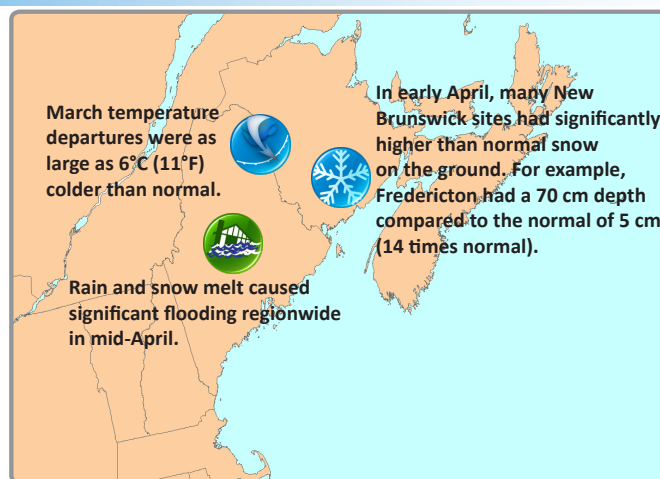 March temperature
departures were as
large as 6°C (11°F)
colder than normal.
In early April, many New
Brunswick sites had significantly
higher than normal snow
on the ground. For example,
Fredericton had a 70 cm depth
compared to the normal of 5 cm
(14 times normal).
Rain and snow melt caused
significant flooding regionwide
in mid-April.